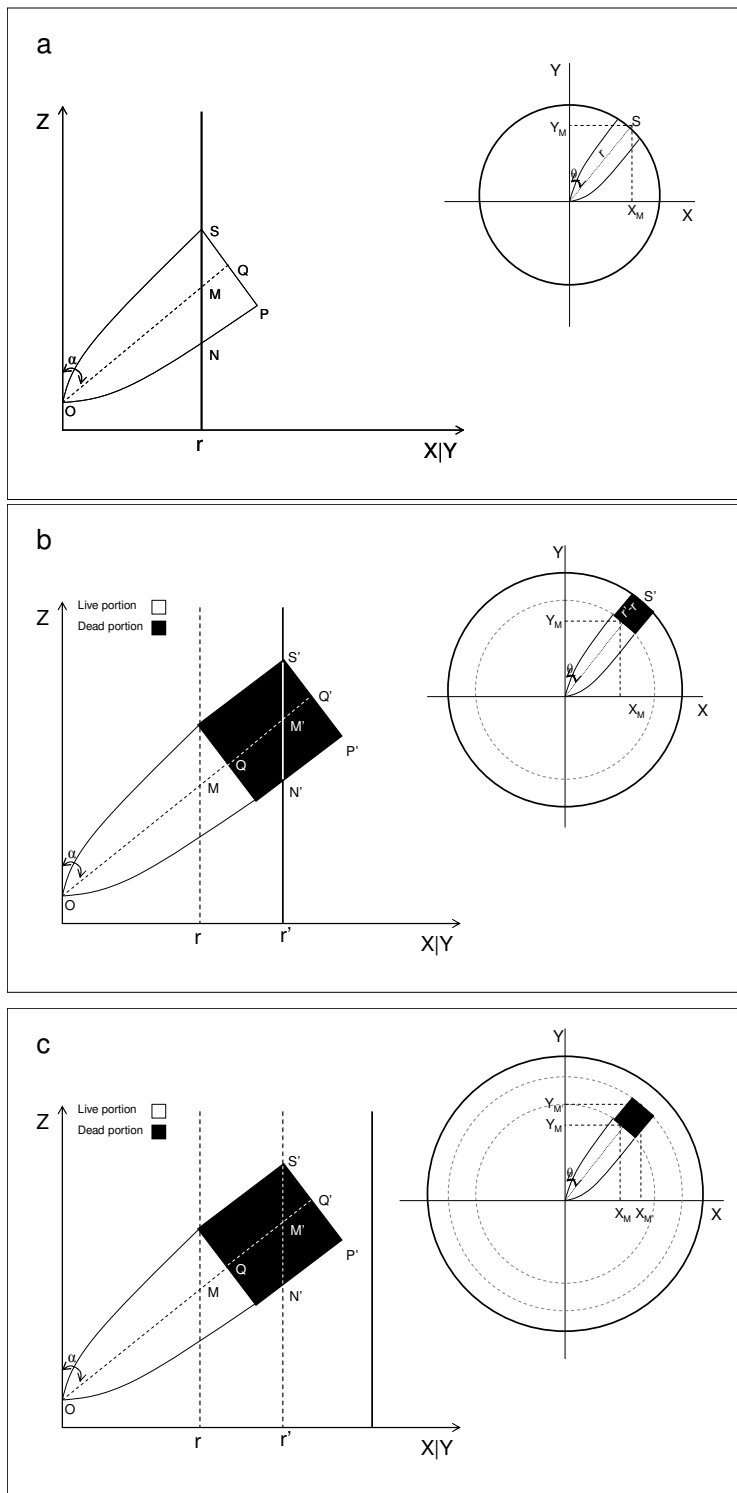 a
Z
S
Q
M
P
N
α
O
r
X|Y
Y
Y_M
S
r
θ
X_M
X
b
Live portion
Dead portion
Z
S'
Q'
M'
P'
Q
M
N'
α
O
r
r'
X|Y
Y
S'
r'-r
Y_M
θ
X_M
X
c
Live portion
Dead portion
Z
S'
Q'
M'
P'
Q
M
N'
α
O
r
r'
X|Y
Y
Y_M'
Y_M
θ
X_M X_M'
X